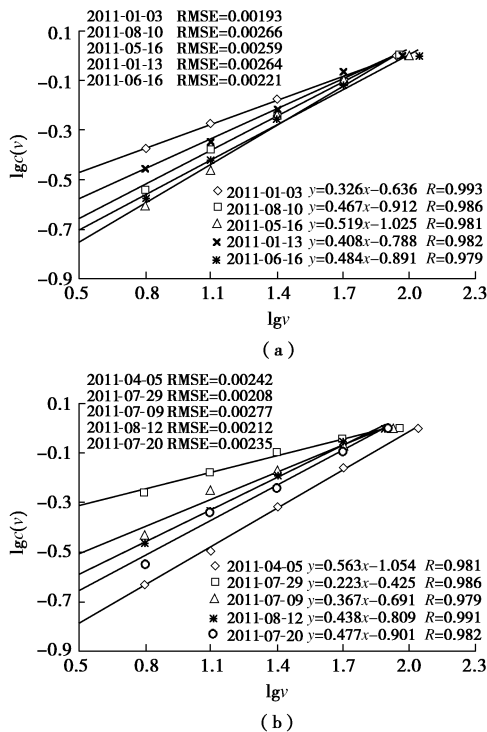 2011-01-03 RMSE=0.00193
2011-08-10 RMSE=0.00266
2011-05-16 RMSE=0.00259
2011-01-13 RMSE=0.00264
2011-06-16 RMSE=0.00221
0.1
−0.1
−0.3
−0.5
−0.7
−0.9
lgc(v)
2011-01-03 y=0.326x−0.636 R=0.993
2011-08-10 y=0.467x−0.912 R=0.986
2011-05-16 y=0.519x−1.025 R=0.981
2011-01-13 y=0.408x−0.788 R=0.982
2011-06-16 y=0.484x−0.891 R=0.979
0.5 0.8 1.1 1.4 1.7 2.0 2.3
lgv
(a)
2011-04-05 RMSE=0.00242
2011-07-29 RMSE=0.00208
2011-07-09 RMSE=0.00277
2011-08-12 RMSE=0.00212
2011-07-20 RMSE=0.00235
0.1
−0.1
−0.3
−0.5
−0.7
−0.9
lgc(v)
2011-04-05 y=0.563x−1.054 R=0.981
2011-07-29 y=0.223x−0.425 R=0.986
2011-07-09 y=0.367x−0.691 R=0.979
2011-08-12 y=0.438x−0.809 R=0.991
2011-07-20 y=0.477x−0.901 R=0.982
0.5 0.8 1.1 1.4 1.7 2.0 2.3
lgv
(b)